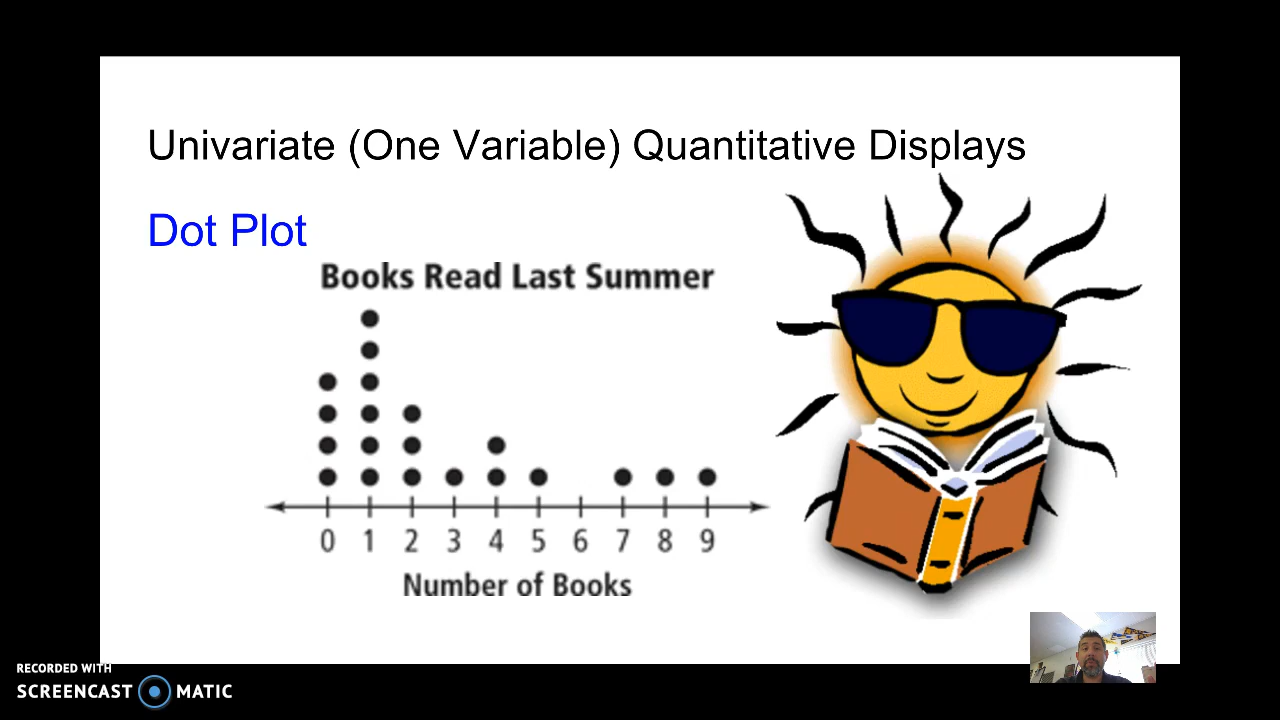 Univariate (One Variable) Quantitative Displays
Dot Plot
Books Read Last Summer
0 1 2 3 4 5 6 7 8 9
Number of Books
RECORDED WITH
SCREENCAST MATIC